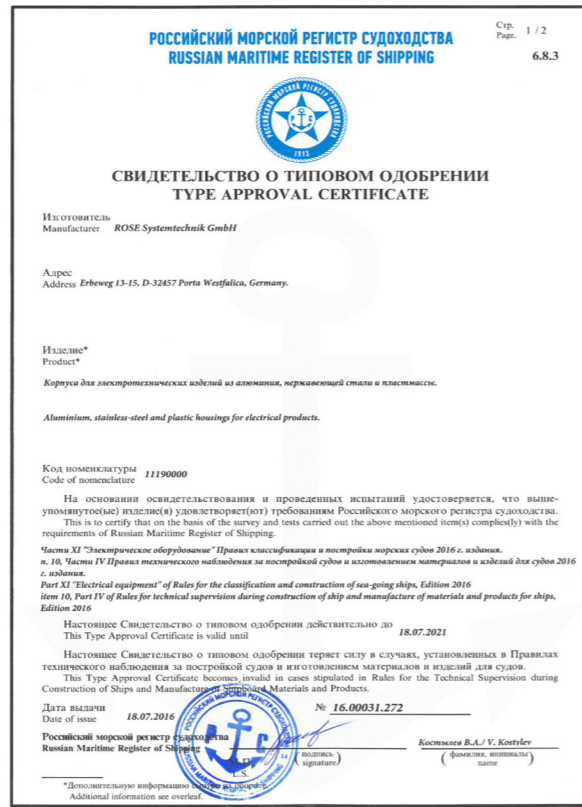 Стр.
Page. 1 / 2
РОССИЙСКИЙ МОРСКОЙ РЕГИСТР СУДОХОДСТВА
RUSSIAN MARITIME REGISTER OF SHIPPING
6.8.3
РОССИЙСКИЙ МОРСКОЙ РЕГИСТР СУДОХОДСТВА
Р С
1913
СВИДЕТЕЛЬСТВО О ТИПОВОМ ОДОБРЕНИИ
TYPE APPROVAL CERTIFICATE
Изготовитель
Manufacturer ROSE Systemtechnik GmbH
Адрес
Address Erbeweg 13-15, D-32457 Porta Westfalica, Germany.
Изделие*
Product*
Корпуса для электротехнических изделий из алюминия, нержавеющей стали и пластмассы.
Aluminium, stainless-steel and plastic housings for electrical products.
Код номенклатуры
Code of nomenclature 11190000
На основании освидетельствования и проведенных испытаний удостоверяется, что выше-
упомянутое(ые) изделие(я) удовлетворяет(ют) требованиям Российского морского регистра судоходства.
This is to certify that on the basis of the survey and tests carried out the above mentioned item(s) complies(ly) with the
requirements of Russian Maritime Register of Shipping.
Части XI "Электрическое оборудование" Правил классификации и постройки морских судов 2016 г. издания.
п. 10, Части IV Правил технического наблюдения за постройкой судов и изготовлением материалов и изделий для судов 2016
г. издания.
Part XI "Electrical equipment" of Rules for the classification and construction of sea-going ships, Edition 2016
item 10, Part IV of Rules for technical supervision during construction of ship and manufacture of materials and products for ships,
Edition 2016
Настоящее Свидетельство о типовом одобрении действительно до
This Type Approval Certificate is valid until 18.07.2021
Настоящее Свидетельство о типовом одобрении теряет силу в случаях, установленных в Правилах
технического наблюдения за постройкой судов и изготовлением материалов и изделий для судов.
This Type Approval Certificate becomes invalid in cases stipulated in Rules for the Technical Supervision during
Construction of Ships and Manufacture of Shipboard Materials and Products.
Дата выдачи
Date of issue 18.07.2016
№ 16.00031.272
Российский морской регистр судоходства
Russian Maritime Register of Shipping
М.П.
L.S.
( подпись
signature )
Костылев В.А./ V. Kostylev
( фамилия, инициалы
name )
*Дополнительную информацию на обороте.
Additional information see overleaf.